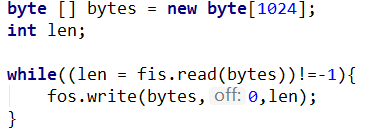 byte [] bytes = new byte[1024];
int len;
while((len = fis.read(bytes))!=-1){
fos.write(bytes, off: 0,len);
}